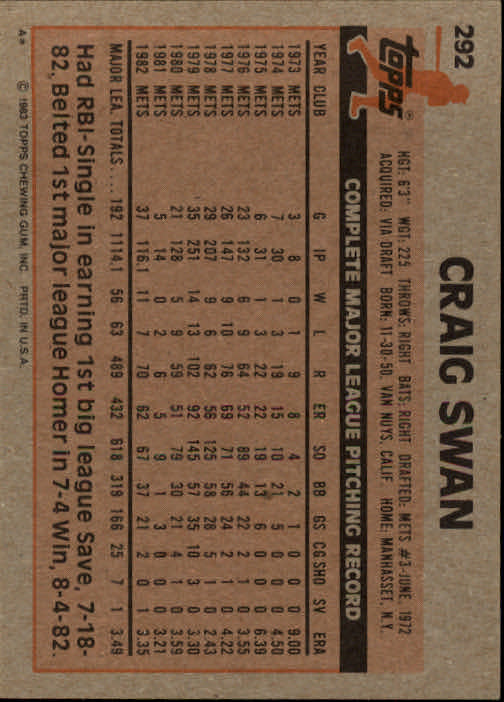 292
topps®
CRAIG SWAN
HGT: 6'3" WGT: 225 THROWS: RIGHT BATS: RIGHT DRAFTED: METS #3-JUNE, 1972
ACQUIRED: VIA DRAFT BORN: 11-30-50, VAN NUYS, CALIF HOME: MANHASSET, N.Y.
COMPLETE MAJOR LEAGUE PITCHING RECORD
YEAR CLUB G IP W L R ER SO BB GS CG SHO SV ERA
1973 METS 3 8 0 1 9 8 4 2 1 0 0 0 9.00
1974 METS 7 30 1 3 19 15 10 21 5 0 0 0 4.50
1975 METS 6 31 1 3 22 22 19 13 6 0 0 0 6.39
1976 METS 23 132 6 9 64 52 89 44 22 2 1 0 3.55
1977 METS 26 147 9 10 76 69 71 56 24 2 1 0 4.22
1978 METS 29 207 9 6 62 56 125 58 28 5 1 0 2.43
1979 METS 35 251 14 13 102 92 145 57 35 10 3 0 3.30
1980 METS 21 128 5 9 59 51 79 30 21 4 1 0 3.59
1981 METS 5 14 0 2 6 5 9 1 3 0 0 0 3.21
1982 METS 37 116.1 11 7 70 62 67 37 21 2 0 1 3.35
MAJOR LEA. TOTALS.... 192 1114.1 56 63 489 432 618 319 166 25 7 1 3.49
Had RBI-Single in earning 1st big league Save, 7-18-
82. Belted 1st major league Homer in 7-4 Win, 8-4-82.
A* © 1983 TOPPS CHEWING GUM, INC. PRTD. IN U.S.A.